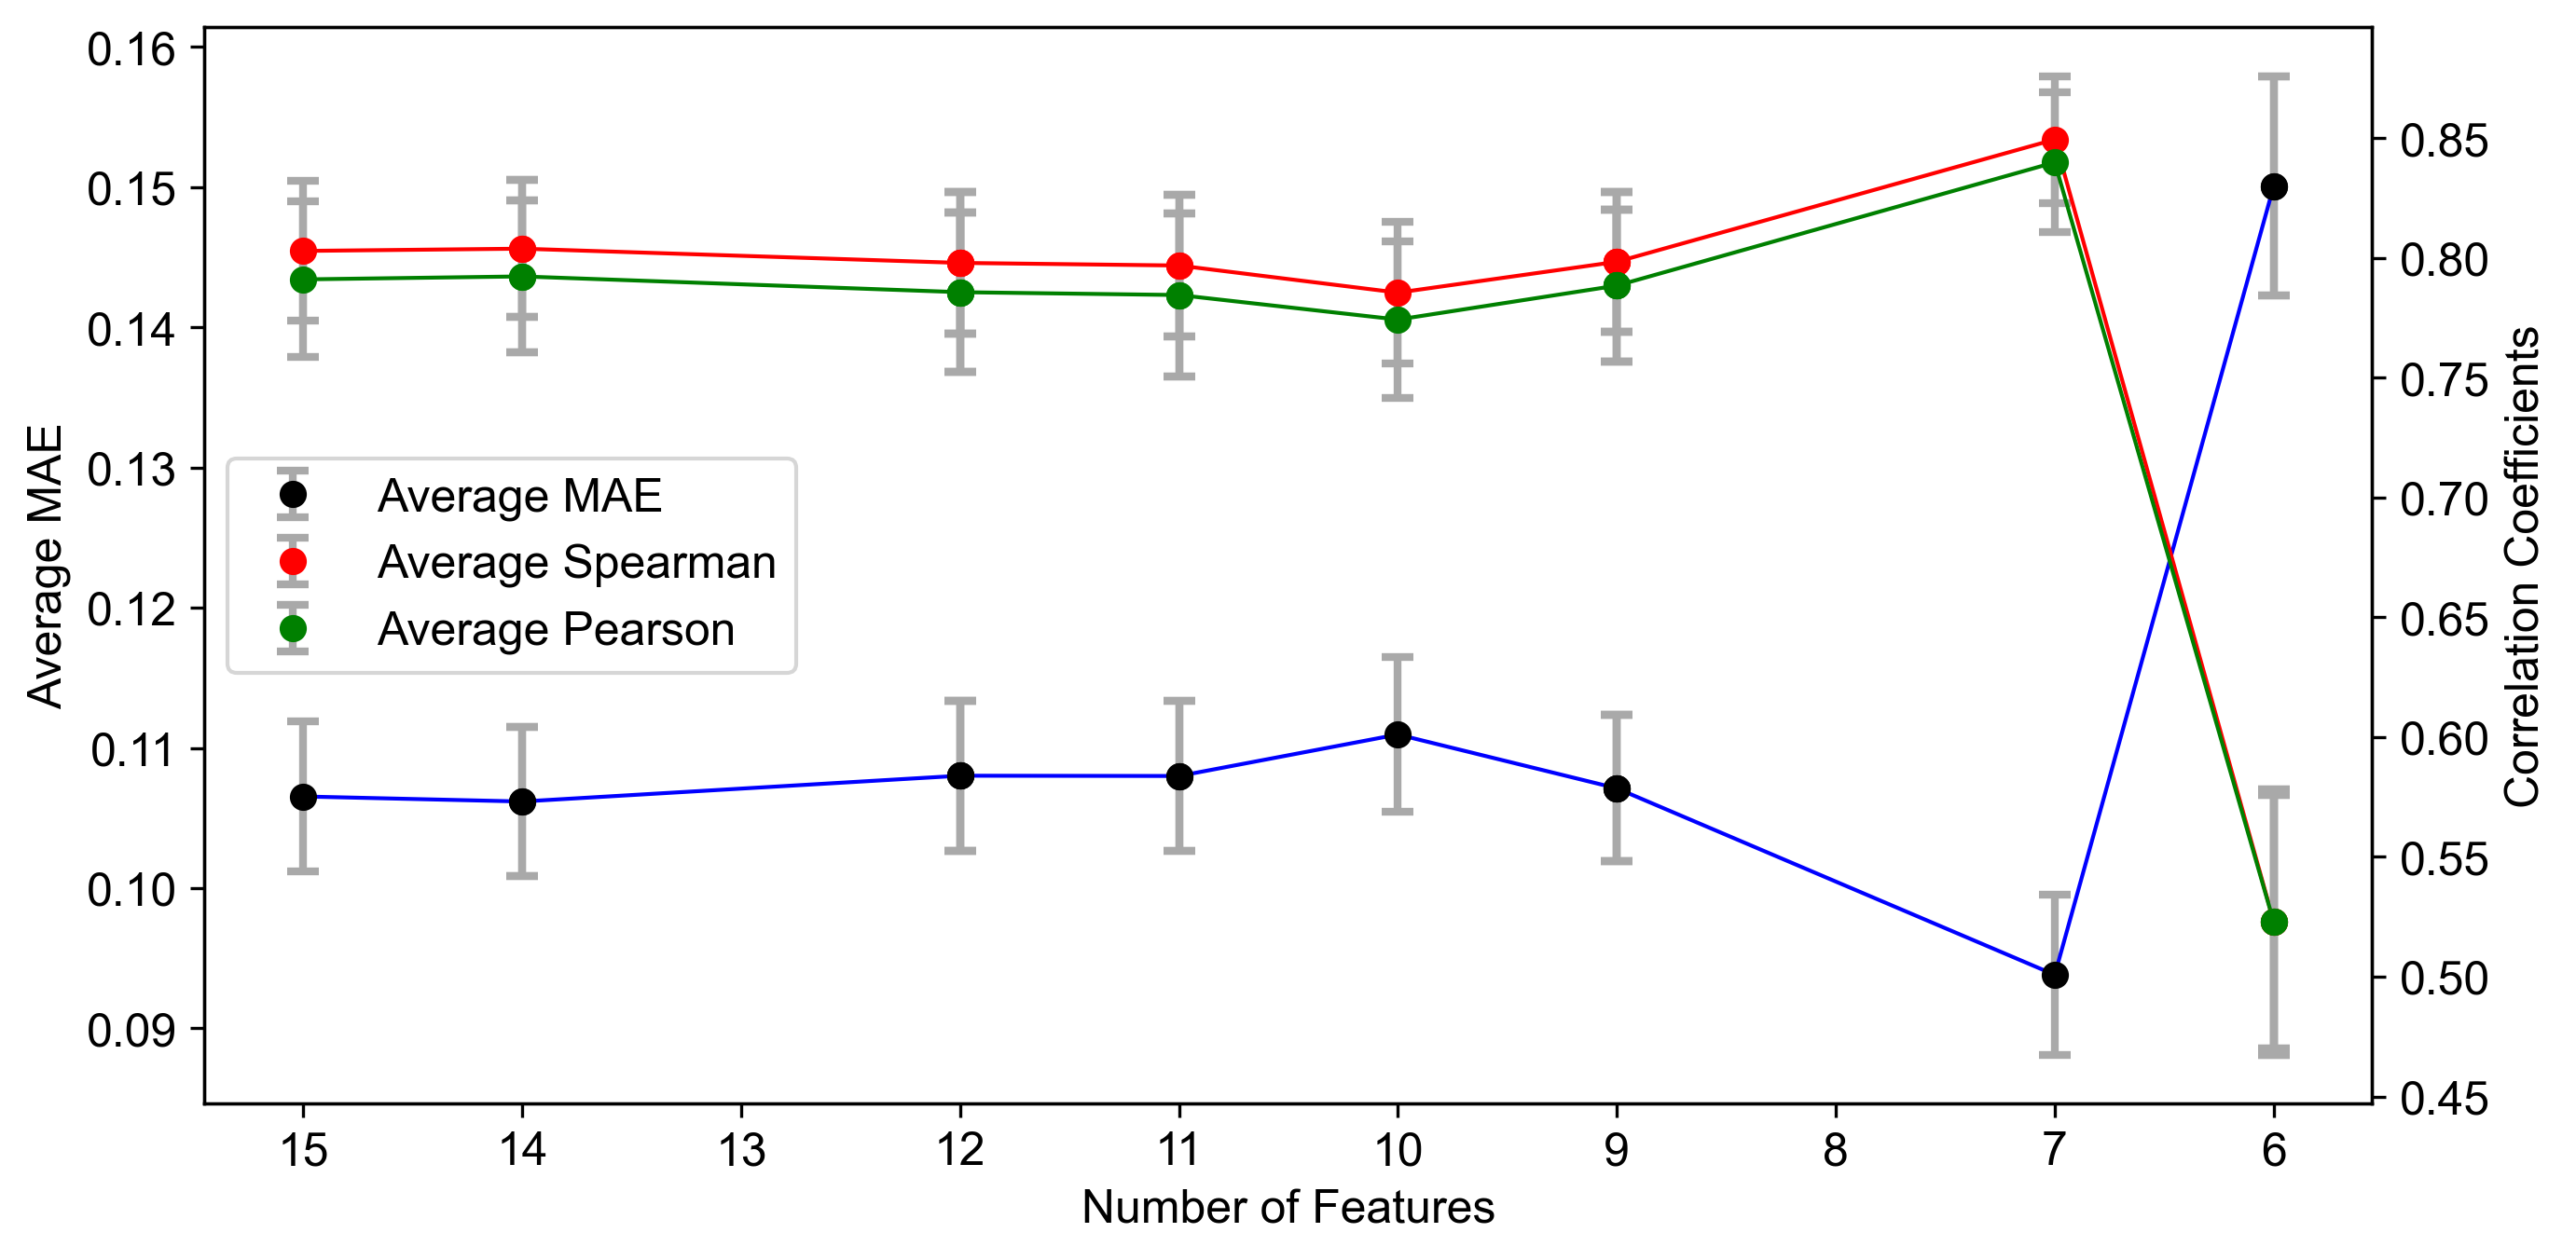 0.16
0.15
0.14
0.13
0.12
0.11
0.10
0.09
Average MAE
Average MAE
Average Spearman
Average Pearson
0.85
0.80
0.75
0.70
0.65
0.60
0.55
0.50
0.45
Correlation Coefficients
15 14 13 12 11 10 9 8 7 6
Number of Features